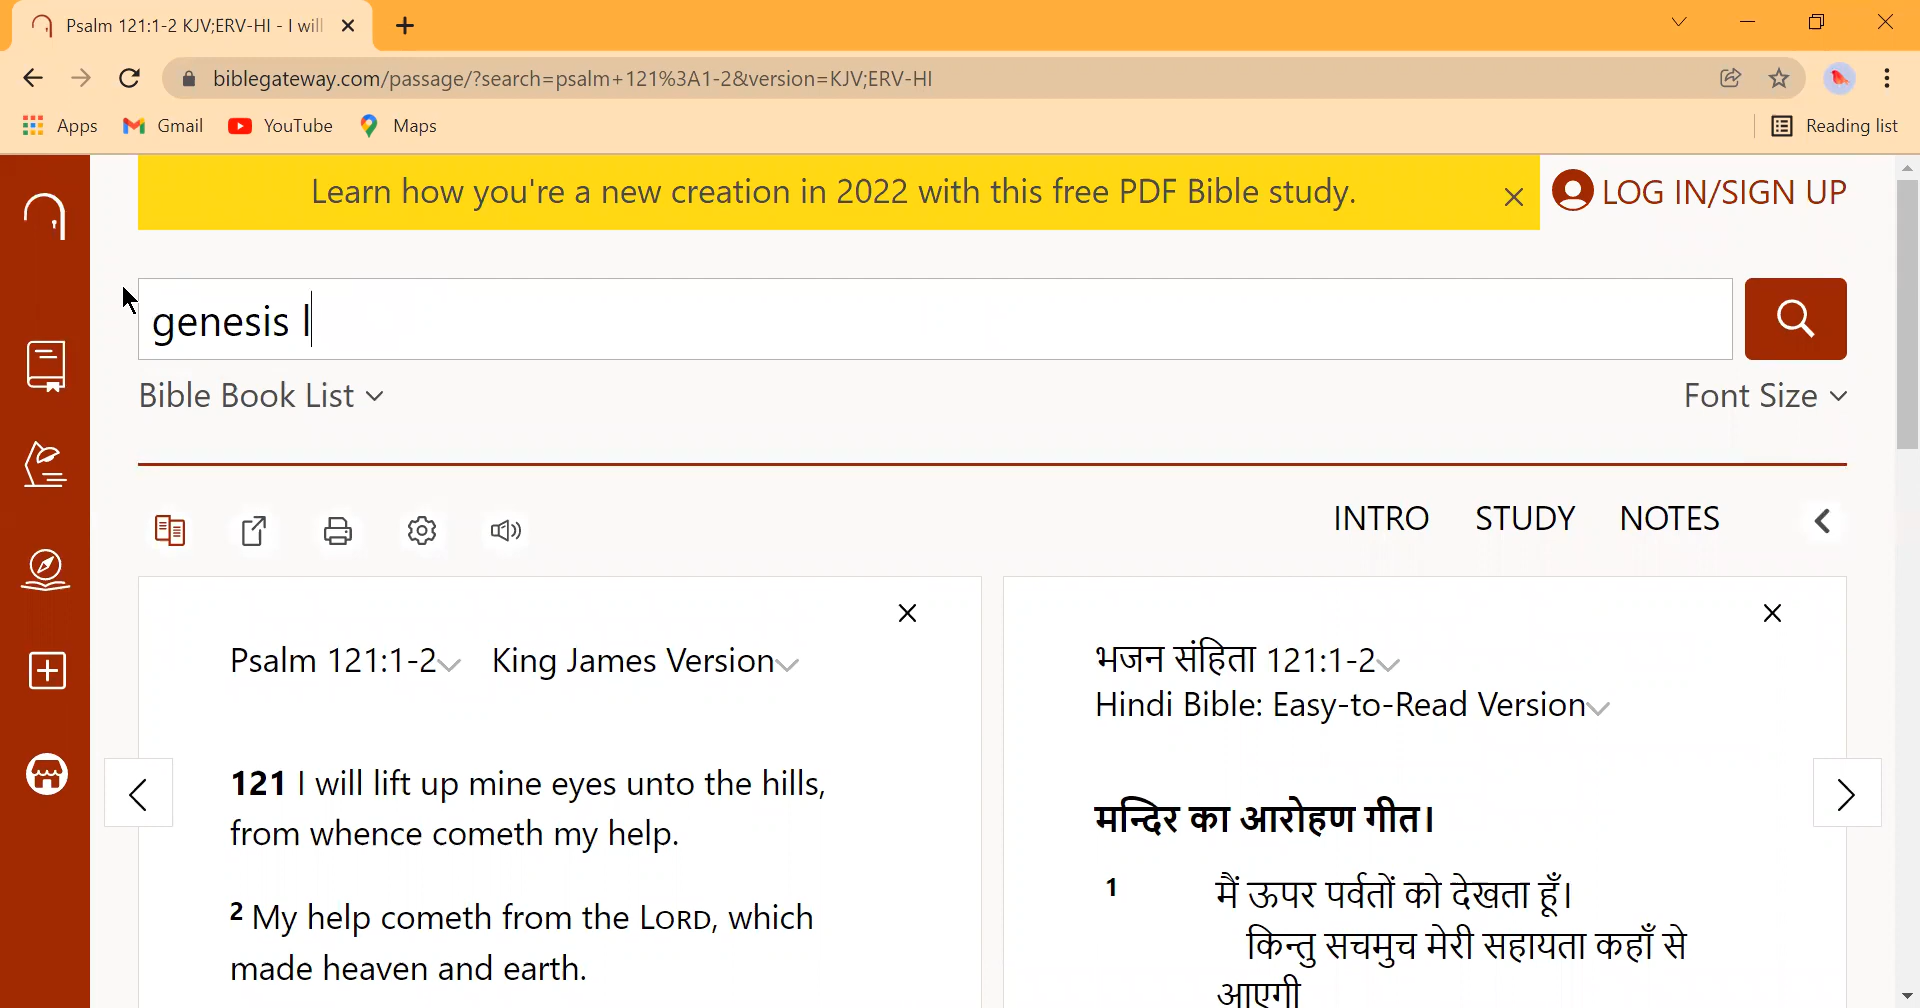 Psalm 121:1-2 KJV;ERV-HI - I will
biblegateway.com/passage/?search=psalm+121%3A1-2&version=KJV;ERV-HI
Apps Gmail YouTube Maps Reading list
Learn how you're a new creation in 2022 with this free PDF Bible study.
LOG IN/SIGN UP
genesis l
Bible Book List Font Size
INTRO STUDY NOTES
Psalm 121:1-2 King James Version
121 I will lift up mine eyes unto the hills,
from whence cometh my help.
2 My help cometh from the LORD, which
made heaven and earth.
भजन संहिता 121:1-2
Hindi Bible: Easy-to-Read Version
मन्दिर का आरोहण गीत।
1 मैं ऊपर पर्वतों को देखता हूँ।
किन्तु सचमुच मेरी सहायता कहाँ से
आएगी